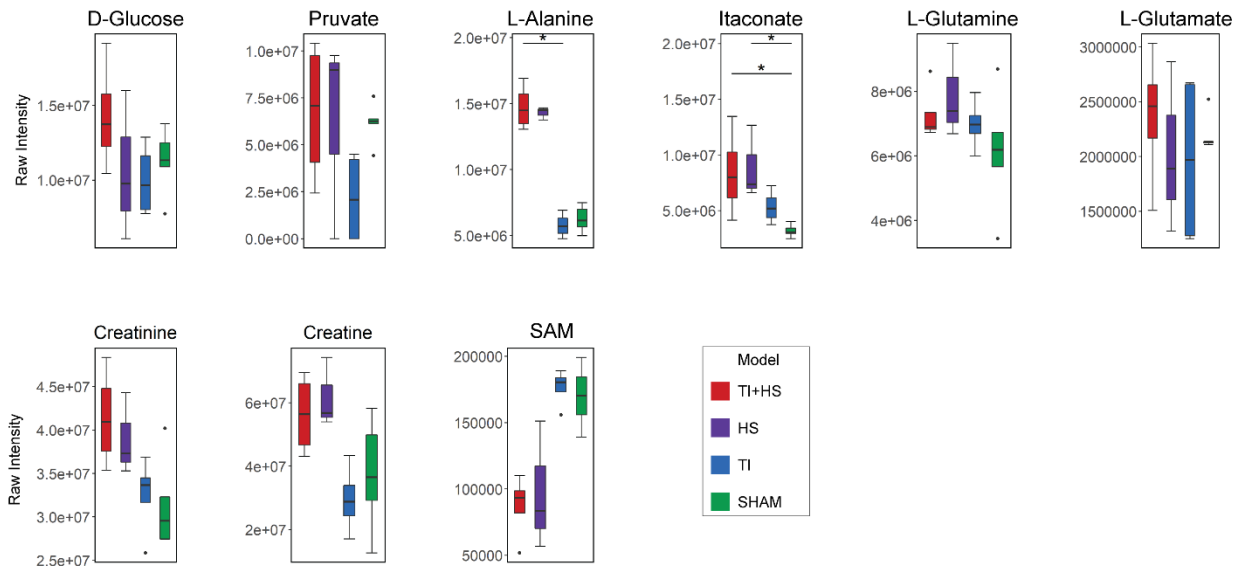 D-Glucose
Pruvate
L-Alanine
Itaconate
L-Glutamine
L-Glutamate
Raw Intensity
1.5e+07
1.0e+07
1.0e+07
7.5e+06
5.0e+06
2.5e+06
0.0e+00
2.0e+07
*
1.5e+07
1.0e+07
5.0e+06
2.0e+07
*
*
1.5e+07
1.0e+07
5.0e+06
8e+06
6e+06
4e+06
3000000
2500000
2000000
1500000
Creatinine
Creatine
SAM
Raw Intensity
4.5e+07
4.0e+07
3.5e+07
3.0e+07
2.5e+07
6e+07
4e+07
2e+07
200000
150000
100000
50000
Model
TI+HS
HS
TI
SHAM